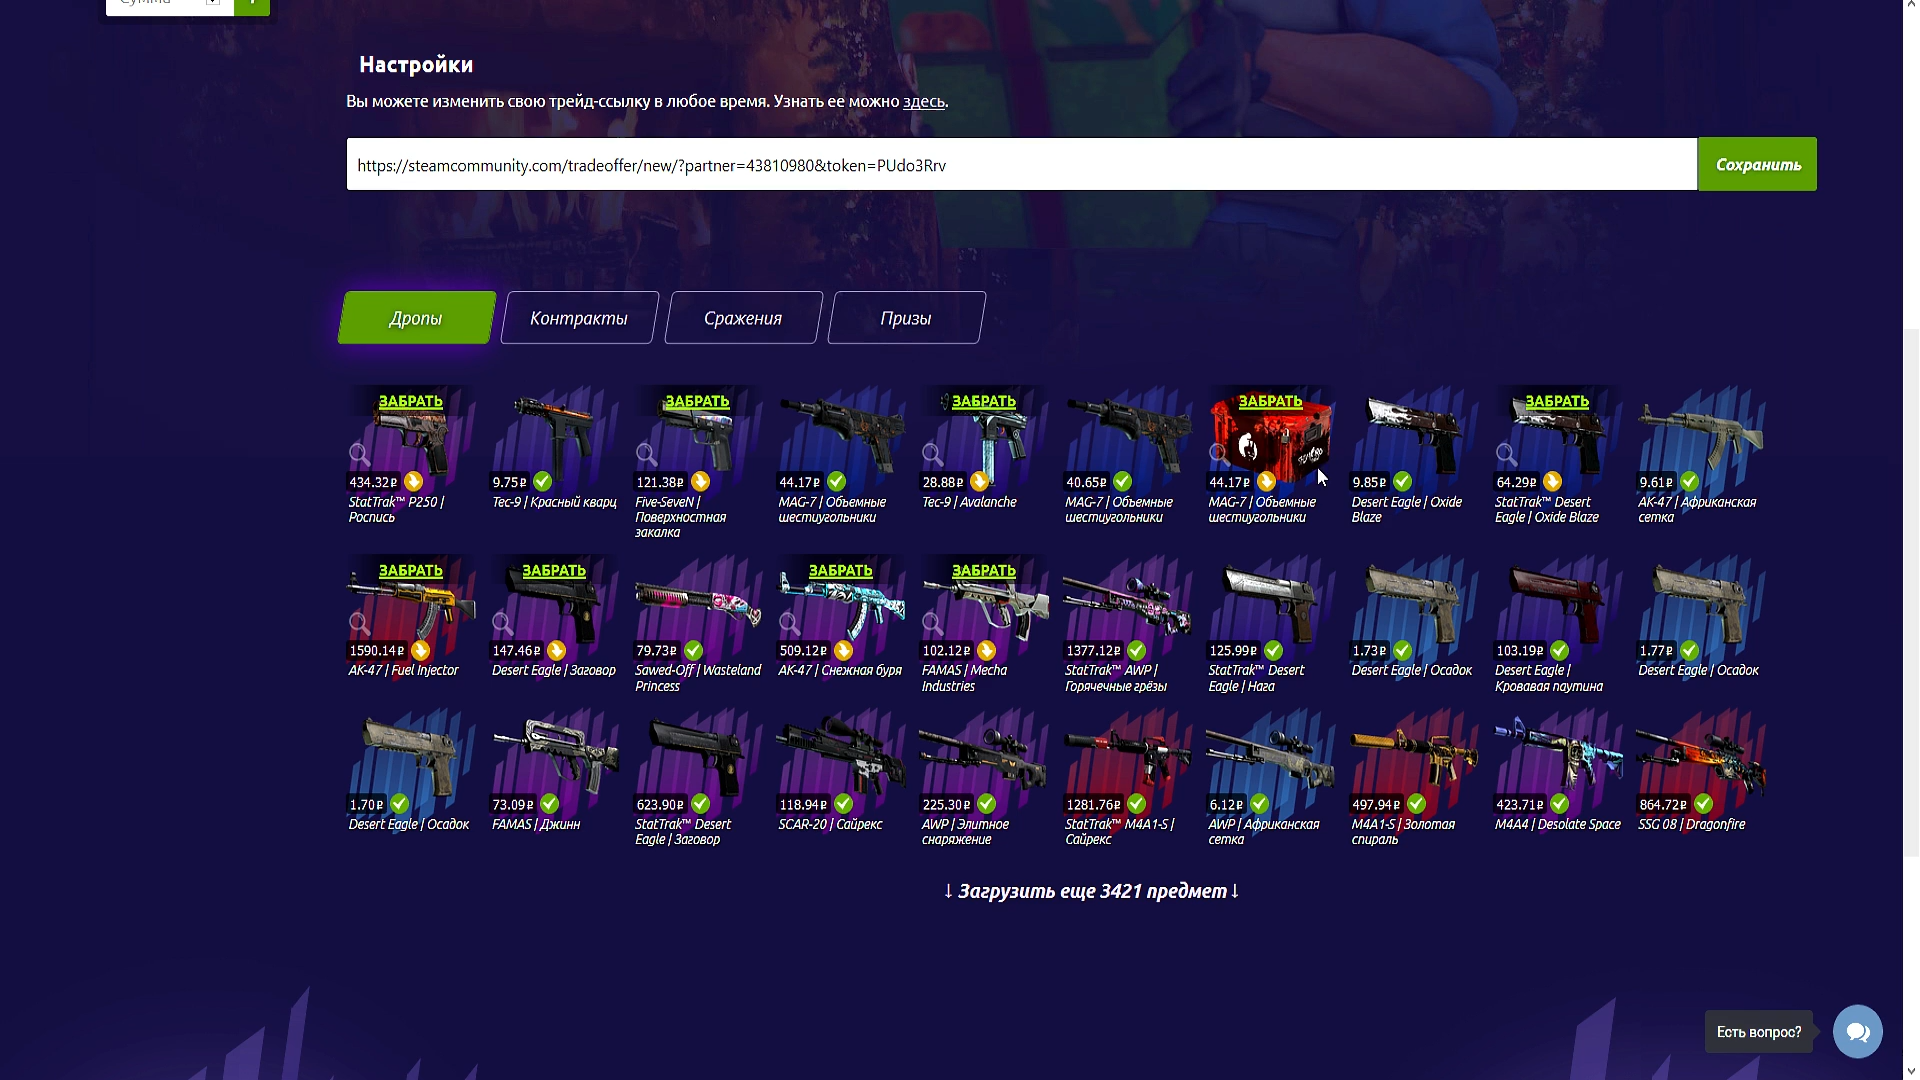 Сумма
Настройки
Вы можете изменить свою трейд-ссылку в любое время. Узнать ее можно здесь.
https://steamcommunity.com/tradeoffer/new/?partner=43810980&token=PUdo3Rrv
Сохранить
Дропы
Контракты
Сражения
Призы
ЗАБРАТЬ
434.32₽
StatTrak™ P250 |
Роспись
9.75₽
Tec-9 | Красный кварц
ЗАБРАТЬ
121.38₽
Five-SeveN |
Поверхностная
закалка
44.17₽
MAG-7 | Объемные
шестиугольники
ЗАБРАТЬ
28.88₽
Tec-9 | Avalanche
40.65₽
MAG-7 | Объемные
шестиугольники
ЗАБРАТЬ
44.17₽
MAG-7 | Объемные
шестиугольники
9.85₽
Desert Eagle | Oxide
Blaze
ЗАБРАТЬ
64.29₽
StatTrak™ Desert
Eagle | Oxide Blaze
9.61₽
AK-47 | Африканская
сетка
ЗАБРАТЬ
1590.14₽
AK-47 | Fuel Injector
ЗАБРАТЬ
147.46₽
Desert Eagle | Заговор
79.73₽
Sawed-Off | Wasteland
Princess
ЗАБРАТЬ
509.12₽
AK-47 | Снежная буря
ЗАБРАТЬ
102.12₽
FAMAS | Mecha
Industries
1377.12₽
StatTrak™ AWP |
Горячечные грёзы
125.99₽
StatTrak™ Desert
Eagle | Нага
1.73₽
Desert Eagle | Осадок
103.19₽
Desert Eagle |
Кровавая паутина
1.77₽
Desert Eagle | Осадок
1.70₽
Desert Eagle | Осадок
73.09₽
FAMAS | Джинн
623.90₽
StatTrak™ Desert
Eagle | Заговор
118.94₽
SCAR-20 | Сайрекс
225.30₽
AWP | Элитное
снаряжение
1281.76₽
StatTrak™ M4A1-S |
Сайрекс
6.12₽
AWP | Африканская
сетка
497.94₽
M4A1-S | Золотая
спираль
423.71₽
M4A4 | Desolate Space
864.72₽
SSG 08 | Dragonfire
↓ Загрузить еще 3421 предмет ↓
Есть вопрос?